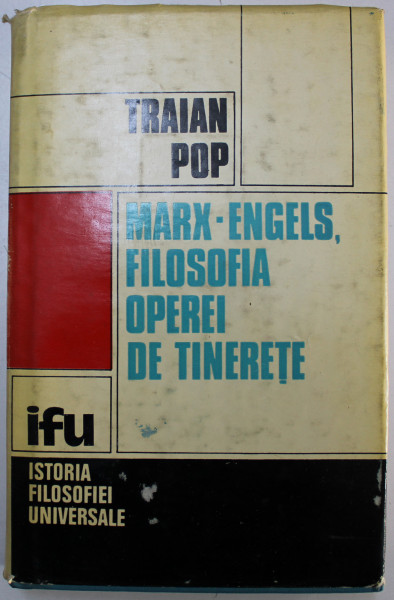 TRAIAN
POP
MARX-ENGELS,
FILOSOFIA
OPEREI
DE TINEREȚE
ifu
ISTORIA
FILOSOFIEI
UNIVERSALE